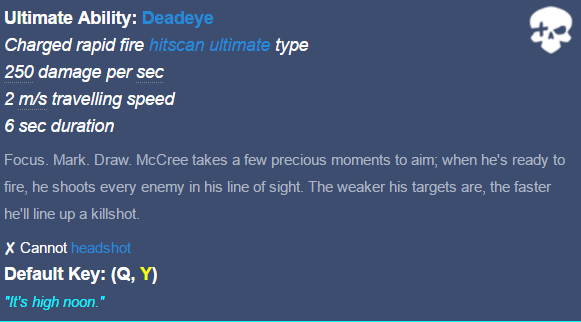 Ultimate Ability: Deadeye
Charged rapid fire hitscan ultimate type
250 damage per sec
2 m/s travelling speed
6 sec duration
Focus. Mark. Draw. McCree takes a few precious moments to aim; when he's ready to
fire, he shoots every enemy in his line of sight. The weaker his targets are, the faster
he'll line up a killshot.
✗ Cannot headshot
Default Key: (Q, Y)
"It's high noon."